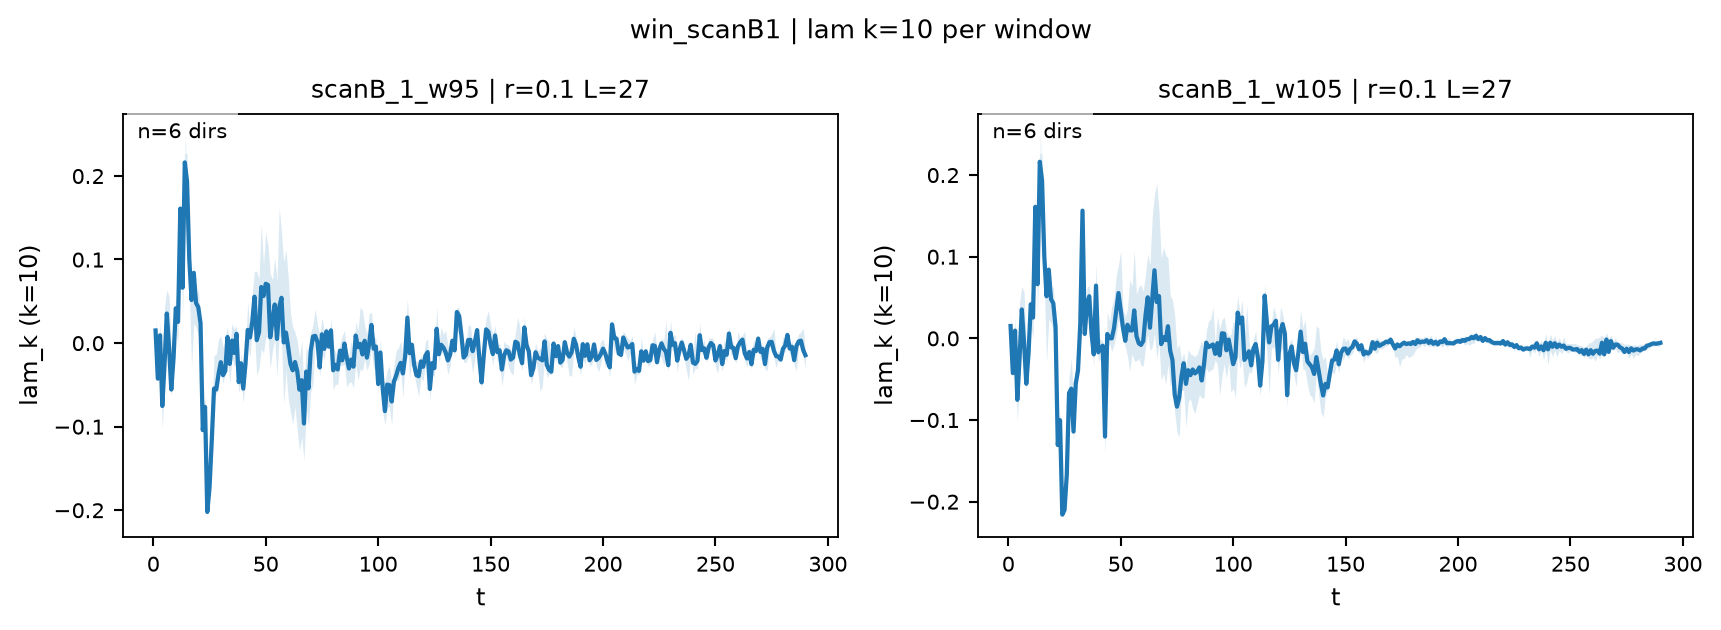 win_scanB1 | lam k=10 per window
scanB_1_w95 | r=0.1 L=27
n=6 dirs
0.2
0.1
0.0
−0.1
−0.2
lam_k (k=10)
0 50 100 150 200 250 300
t
scanB_1_w105 | r=0.1 L=27
n=6 dirs
0.2
0.1
0.0
−0.1
−0.2
lam_k (k=10)
0 50 100 150 200 250 300
t